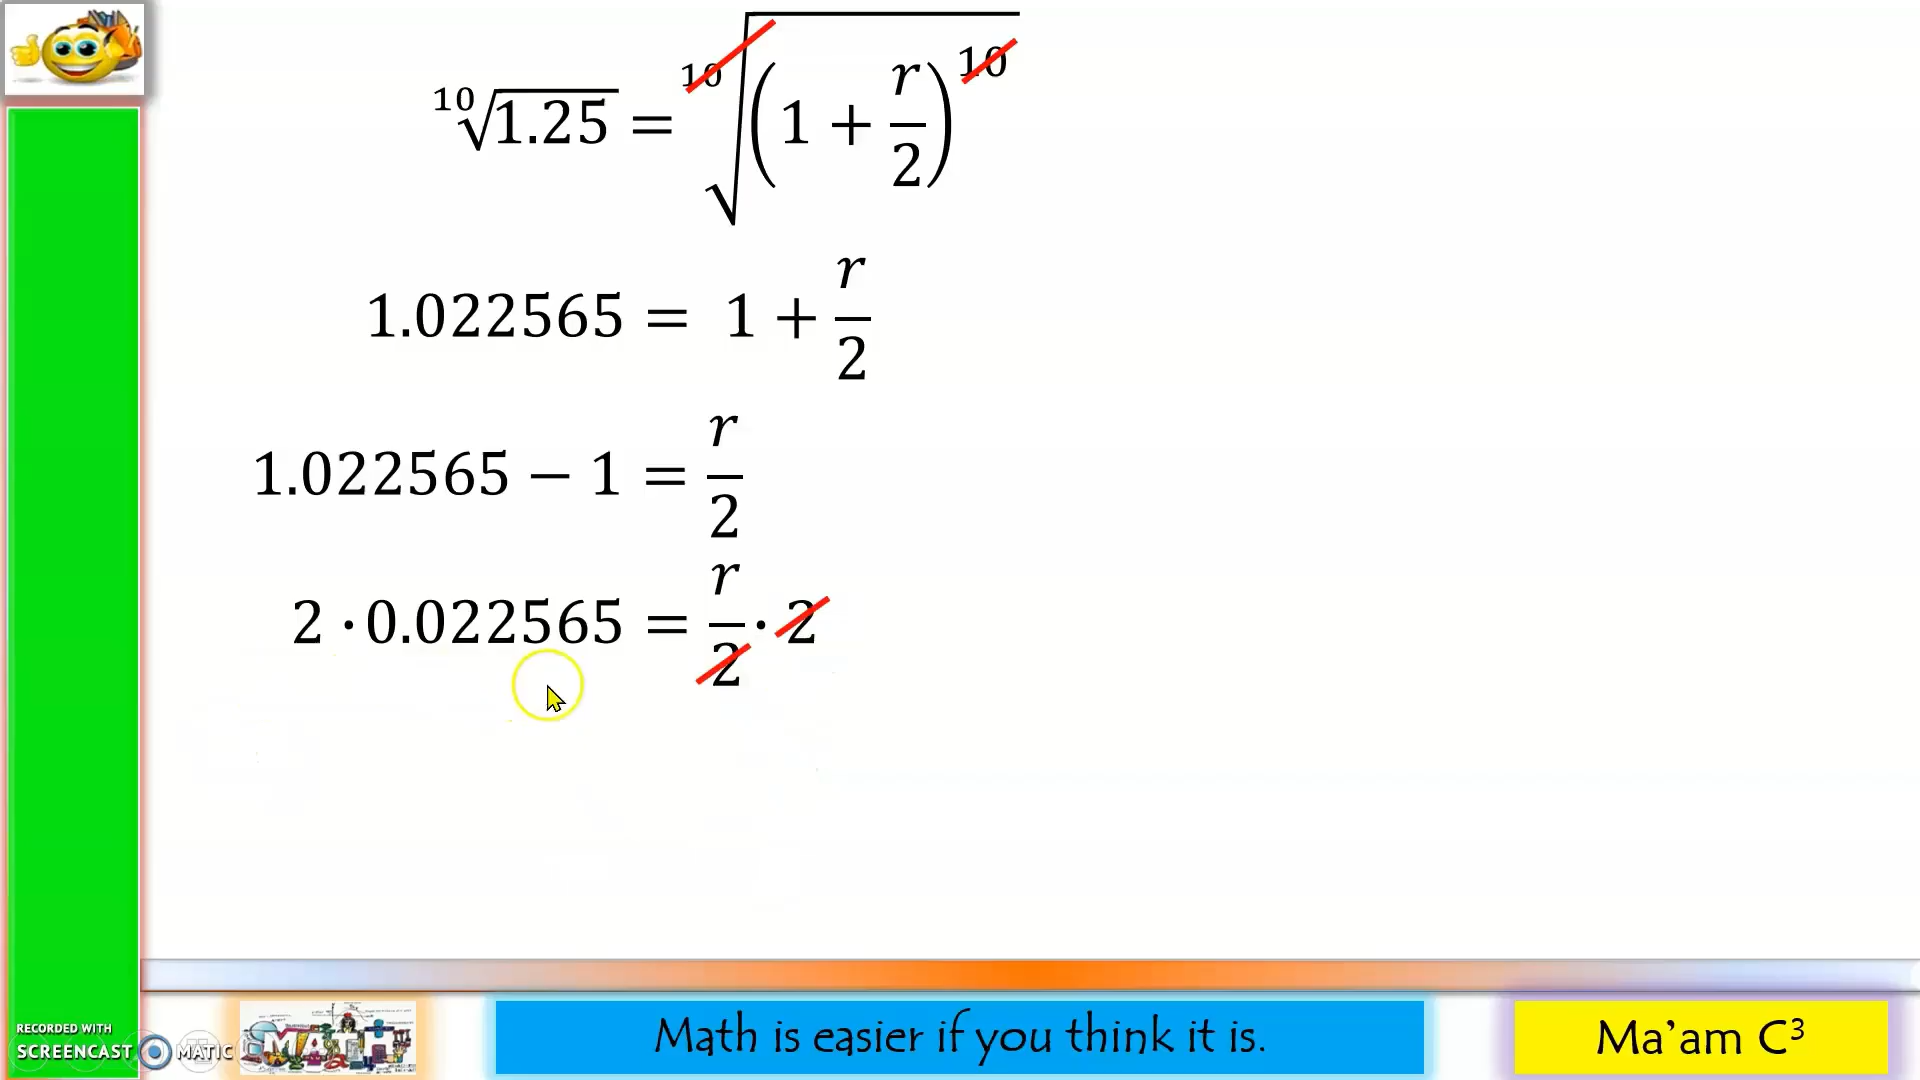 ¹⁰√1.25 = ¹⁰√(1 + r/2)¹⁰
1.022565 = 1 + r/2
1.022565 − 1 = r/2
2 · 0.022565 = r/2 · 2
RECORDED WITH
SCREENCAST MATIC
MATH
Math is easier if you think it is.
Ma’am C³